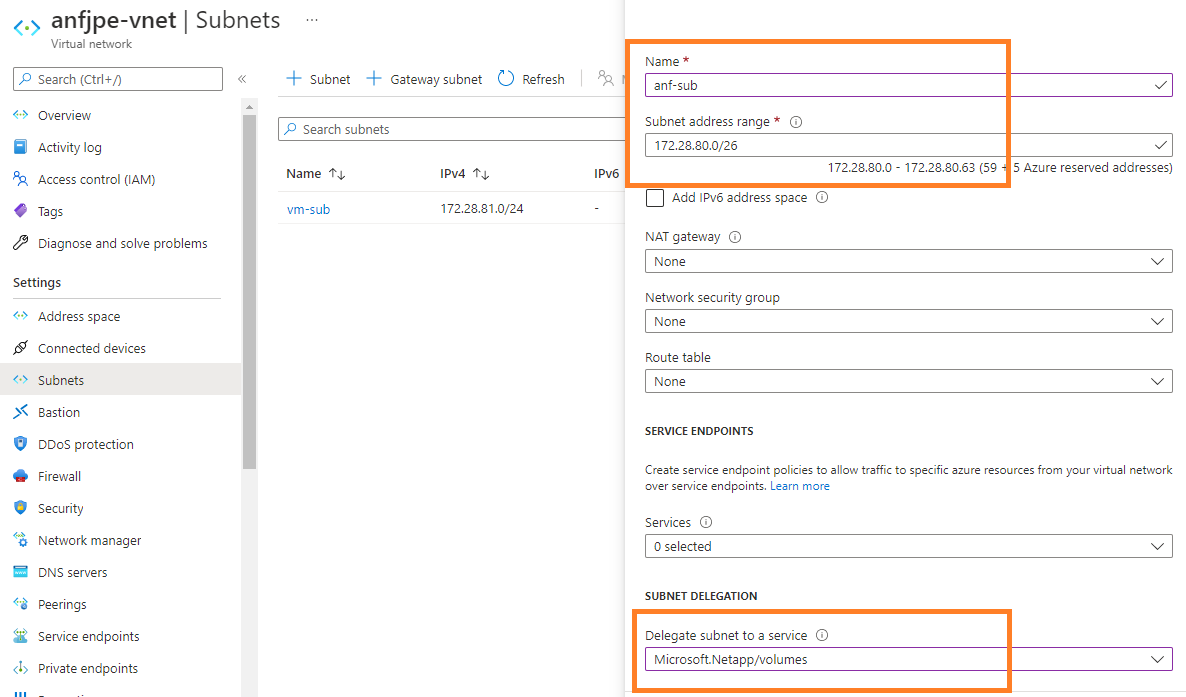 anfjpe-vnet | Subnets ...
Virtual network
Search (Ctrl+/)
«
Overview
Activity log
Access control (IAM)
Tags
Diagnose and solve problems
Settings
Address space
Connected devices
Subnets
Bastion
DDoS protection
Firewall
Security
Network manager
DNS servers
Peerings
Service endpoints
Private endpoints
+ Subnet + Gateway subnet Refresh
Search subnets
Name ↑↓ IPv4 ↑↓ IPv6
vm-sub 172.28.81.0/24 -
Name *
anf-sub
Subnet address range *
172.28.80.0/26
172.28.80.0 - 172.28.80.63 (59 + 5 Azure reserved addresses)
Add IPv6 address space
NAT gateway
None
Network security group
None
Route table
None
SERVICE ENDPOINTS
Create service endpoint policies to allow traffic to specific azure resources from your virtual network
over service endpoints. Learn more
Services
0 selected
SUBNET DELEGATION
Delegate subnet to a service
Microsoft.Netapp/volumes